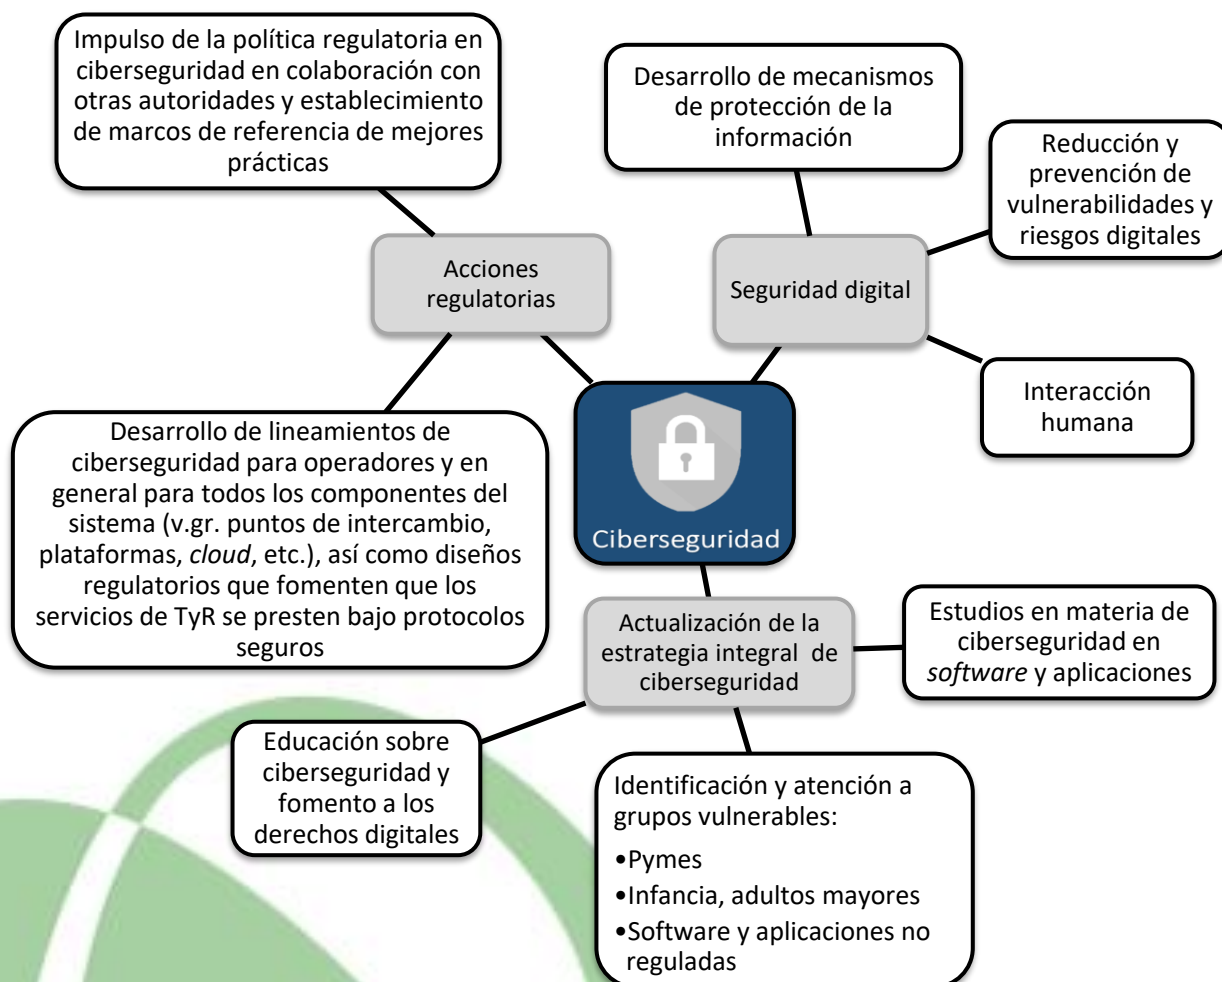 Impulso de la política regulatoria en
ciberseguridad en colaboración con
otras autoridades y establecimiento
de marcos de referencia de mejores
prácticas
Desarrollo de mecanismos
de protección de la
información
Reducción y
prevención de
vulnerabilidades y
riesgos digitales
Acciones
regulatorias
Seguridad digital
Interacción
humana
Desarrollo de lineamientos de
ciberseguridad para operadores y en
general para todos los componentes del
sistema (v.gr. puntos de intercambio,
plataformas, cloud, etc.), así como diseños
regulatorios que fomenten que los
servicios de TyR se presten bajo protocolos
seguros
Ciberseguridad
Actualización de la
estrategia integral de
ciberseguridad
Estudios en materia de
ciberseguridad en
software y aplicaciones
Educación sobre
ciberseguridad y
fomento a los
derechos digitales
Identificación y atención a
grupos vulnerables:
•Pymes
•Infancia, adultos mayores
•Software y aplicaciones no
reguladas